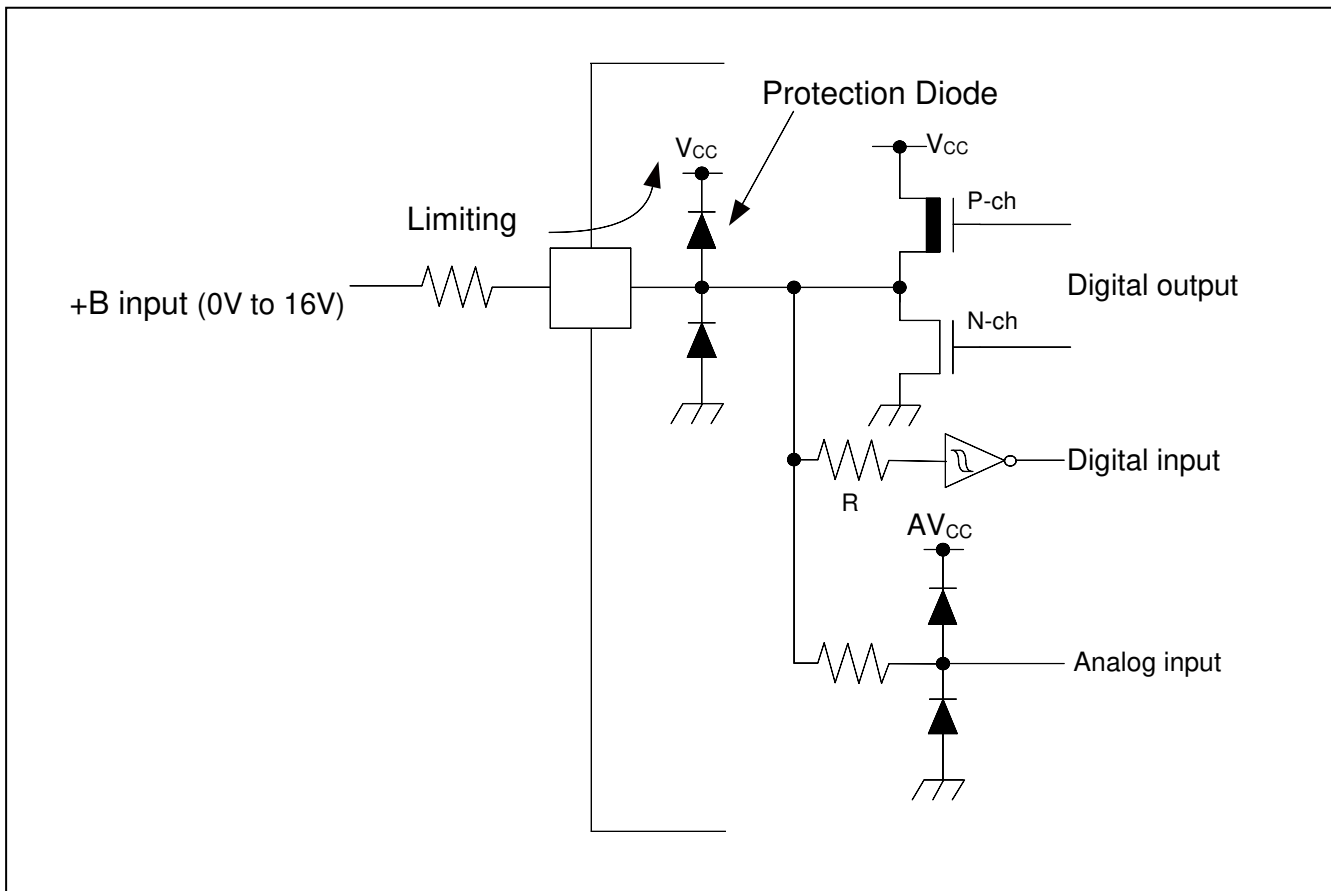 Protection Diode
VCC
VCC
P-ch
Limiting
+B input (0V to 16V)
Digital output
N-ch
Digital input
R
AVCC
Analog input